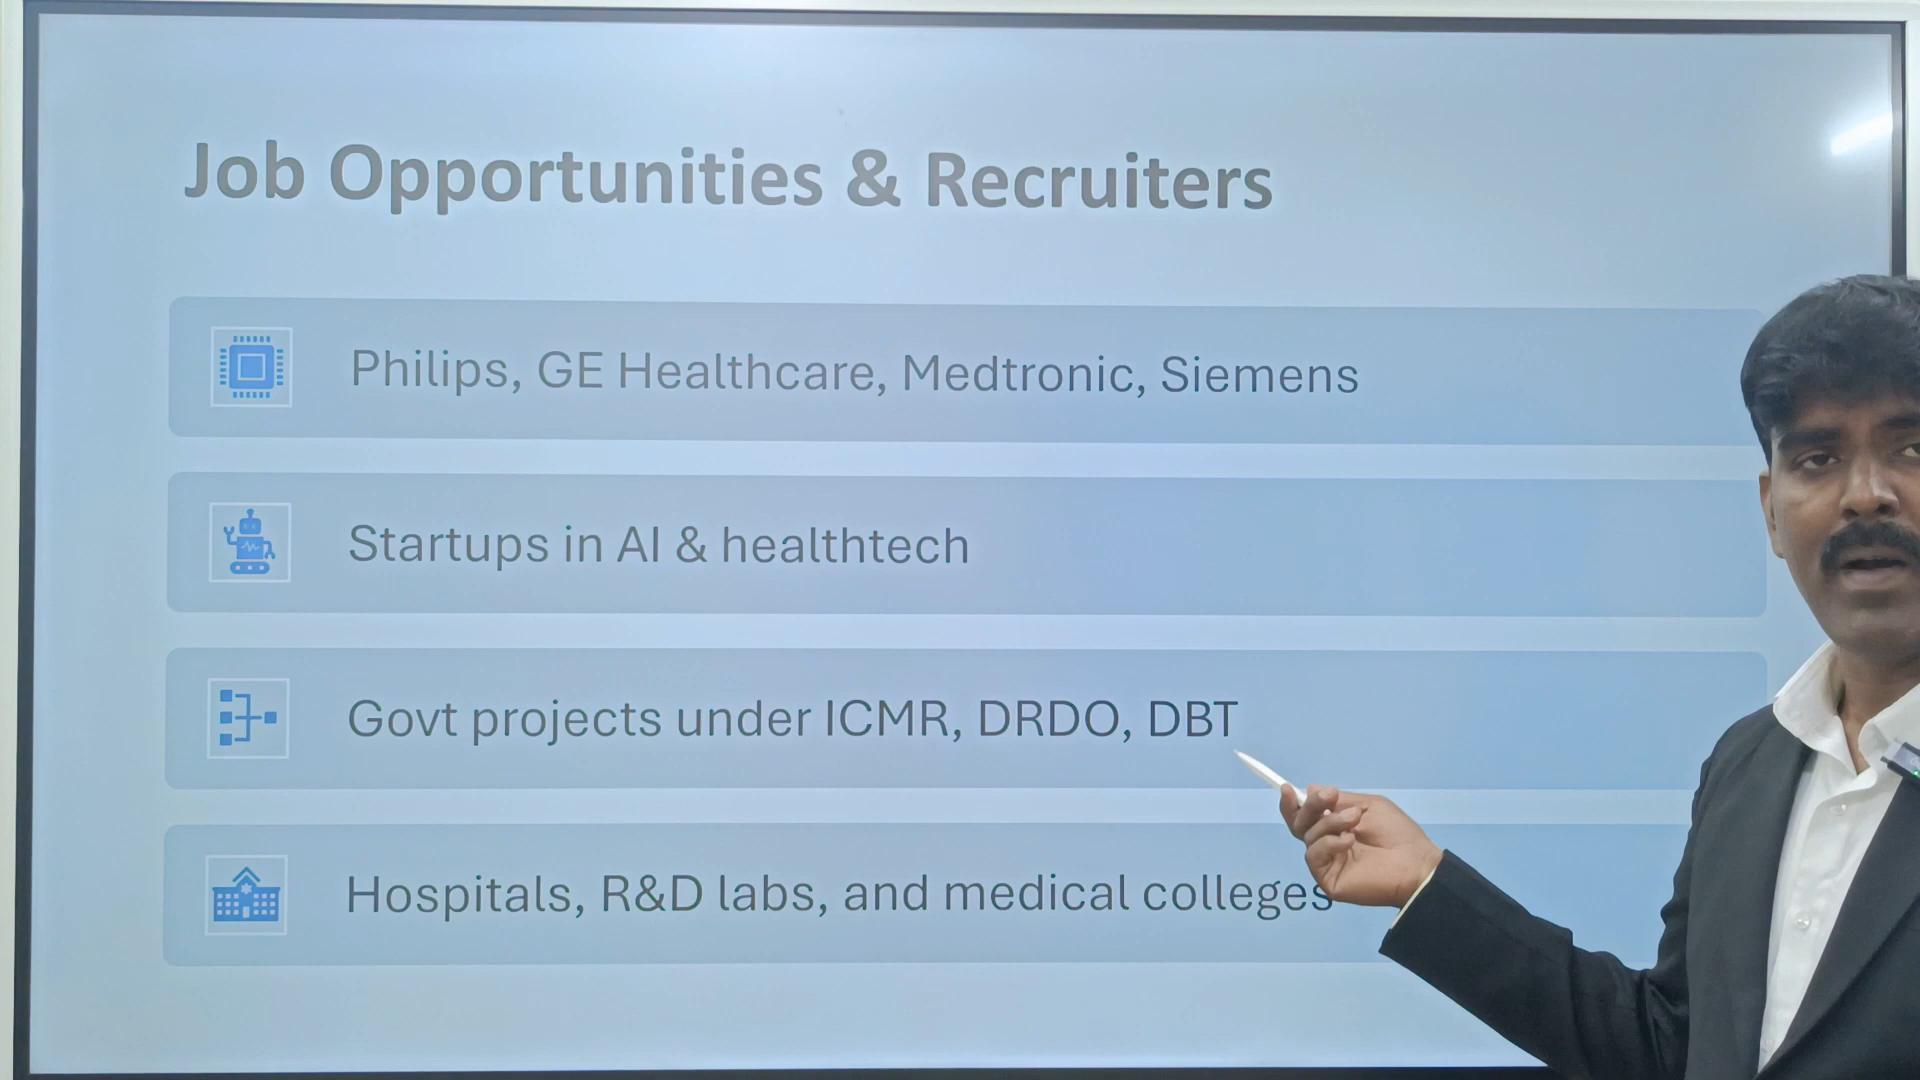 Job Opportunities & Recruiters
Philips, GE Healthcare, Medtronic, Siemens
Startups in AI & healthtech
Govt projects under ICMR, DRDO, DBT
Hospitals, R&D labs, and medical colleges